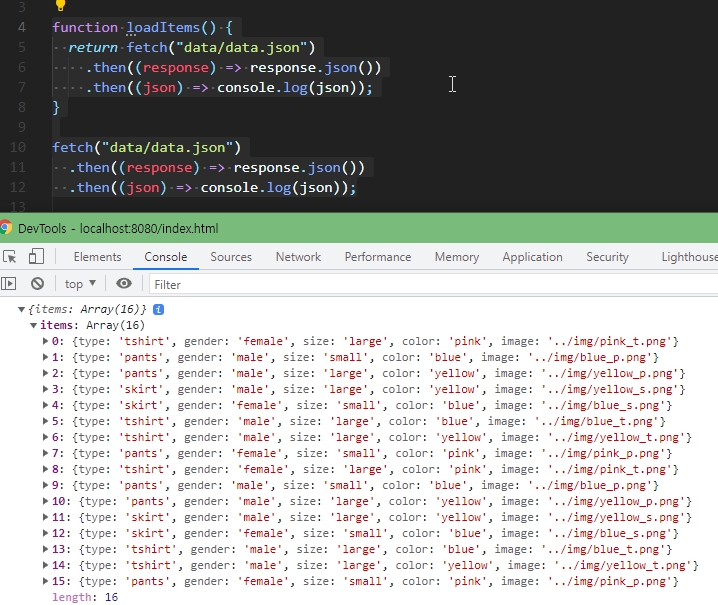 3
4 function loadItems() {
5 return fetch("data/data.json")
6 .then((response) => response.json())
7 .then((json) => console.log(json));
8 }
9
10 fetch("data/data.json")
11 .then((response) => response.json())
12 .then((json) => console.log(json));
13
DevTools - localhost:8080/index.html
Elements Console Sources Network Performance Memory Application Security Lighthouse
top ▼ Filter
▼{items: Array(16)} i
▼items: Array(16)
▶0: {type: 'tshirt', gender: 'female', size: 'large', color: 'pink', image: '../img/pink_t.png'}
▶1: {type: 'pants', gender: 'male', size: 'small', color: 'blue', image: '../img/blue_p.png'}
▶2: {type: 'pants', gender: 'male', size: 'large', color: 'yellow', image: '../img/yellow_p.png'}
▶3: {type: 'skirt', gender: 'male', size: 'large', color: 'yellow', image: '../img/yellow_s.png'}
▶4: {type: 'skirt', gender: 'female', size: 'small', color: 'blue', image: '../img/blue_s.png'}
▶5: {type: 'tshirt', gender: 'male', size: 'large', color: 'blue', image: '../img/blue_t.png'}
▶6: {type: 'tshirt', gender: 'male', size: 'large', color: 'yellow', image: '../img/yellow_t.png'}
▶7: {type: 'pants', gender: 'female', size: 'small', color: 'pink', image: '../img/pink_p.png'}
▶8: {type: 'tshirt', gender: 'female', size: 'large', color: 'pink', image: '../img/pink_t.png'}
▶9: {type: 'pants', gender: 'male', size: 'small', color: 'blue', image: '../img/blue_p.png'}
▶10: {type: 'pants', gender: 'male', size: 'large', color: 'yellow', image: '../img/yellow_p.png'}
▶11: {type: 'skirt', gender: 'male', size: 'large', color: 'yellow', image: '../img/yellow_s.png'}
▶12: {type: 'skirt', gender: 'female', size: 'small', color: 'blue', image: '../img/blue_s.png'}
▶13: {type: 'tshirt', gender: 'male', size: 'large', color: 'blue', image: '../img/blue_t.png'}
▶14: {type: 'tshirt', gender: 'male', size: 'large', color: 'yellow', image: '../img/yellow_t.png'}
▶15: {type: 'pants', gender: 'female', size: 'small', color: 'pink', image: '../img/pink_p.png'}
length: 16